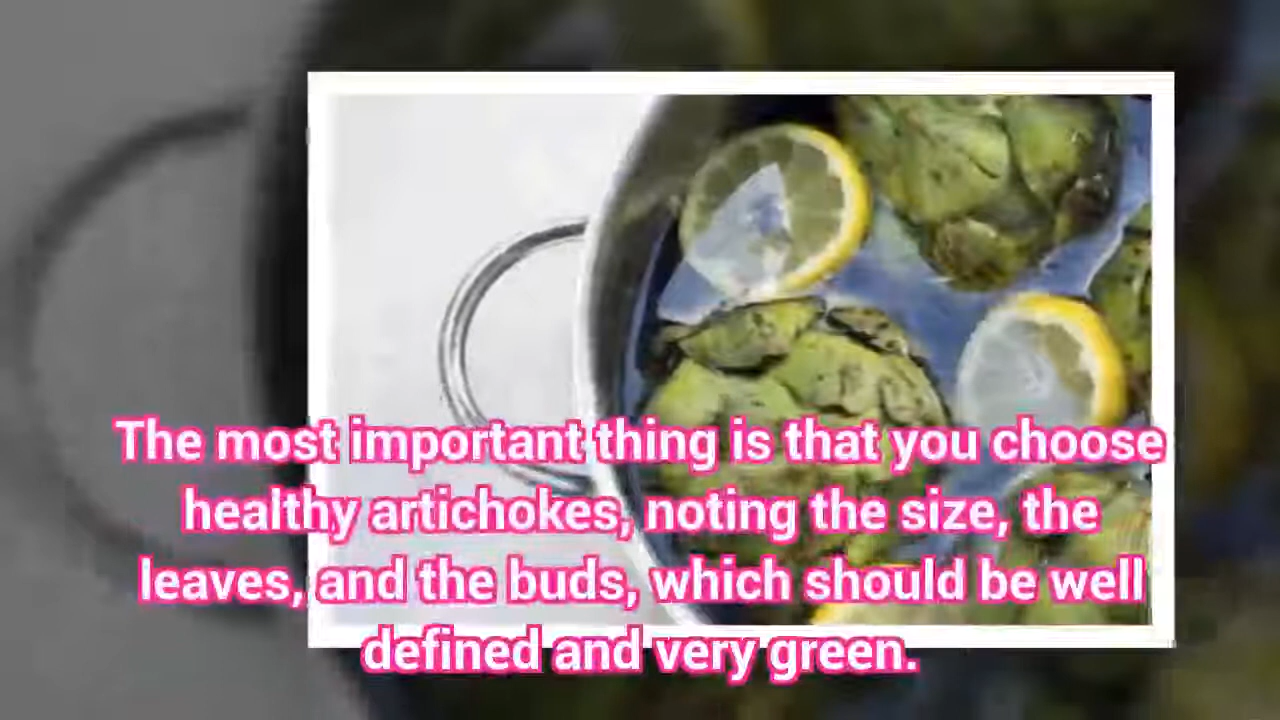 The most important thing is that you choose
healthy artichokes, noting the size, the
leaves, and the buds, which should be well
defined and very green.